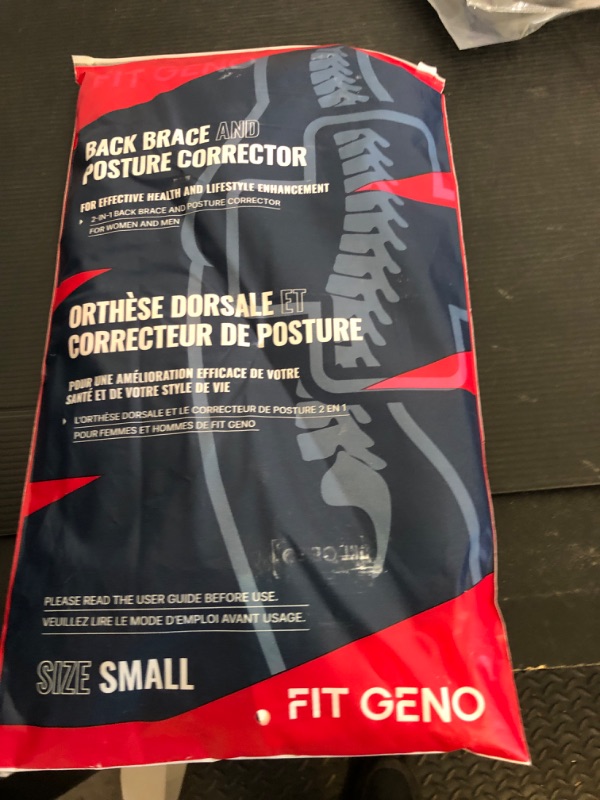 FIT GENO
BACK BRACE AND
POSTURE CORRECTOR
FOR EFFECTIVE HEALTH AND LIFESTYLE ENHANCEMENT
2-IN-1 BACK BRACE AND POSTURE CORRECTOR
FOR WOMEN AND MEN
ORTHÈSE DORSALE ET
CORRECTEUR DE POSTURE
POUR UNE AMÉLIORATION EFFICACE DE VOTRE
SANTÉ ET DE VOTRE STYLE DE VIE
L'ORTHÈSE DORSALE ET LE CORRECTEUR DE POSTURE 2 EN 1
POUR FEMMES ET HOMMES DE FIT GENO
PLEASE READ THE USER GUIDE BEFORE USE.
VEUILLEZ LIRE LE MODE D'EMPLOI AVANT USAGE.
SIZE SMALL
FIT GENO